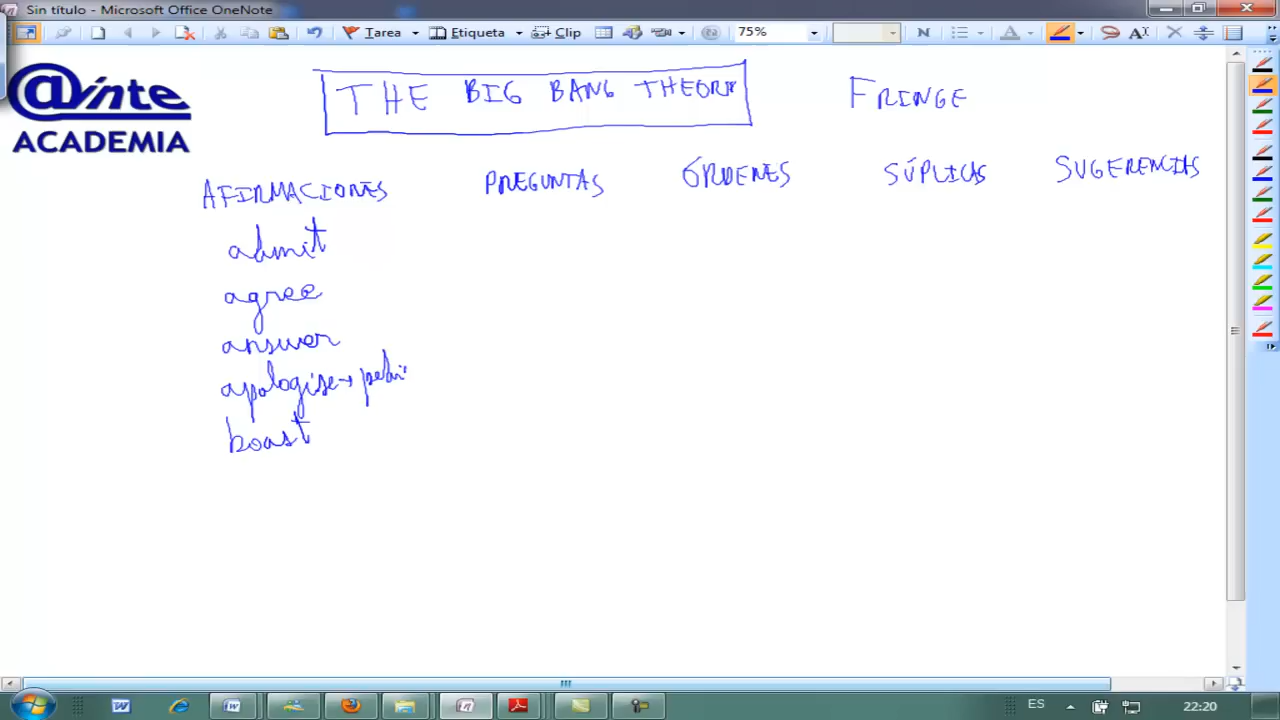 Sin título - Microsoft Office OneNote
Tarea Etiqueta Clip 75% N A
@inte
ACADEMIA
THE BIG BANG THEORY FRINGE
AFIRMACIONES PREGUNTAS ÓRDENES SÚPLICAS SUGERENCIAS
admit
agree
answer
apologise → pedi
boast
ES 22:20